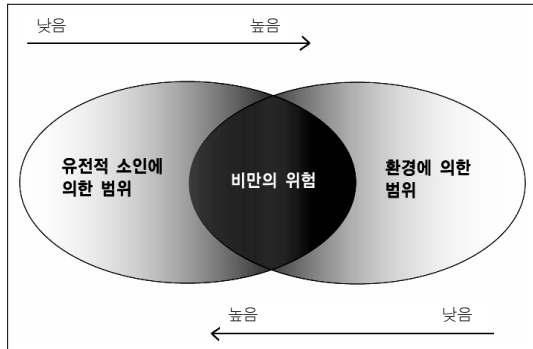 낮음 높음
유전적 소인에
의한 범위
비만의 위험
환경에 의한
범위
높음 낮음